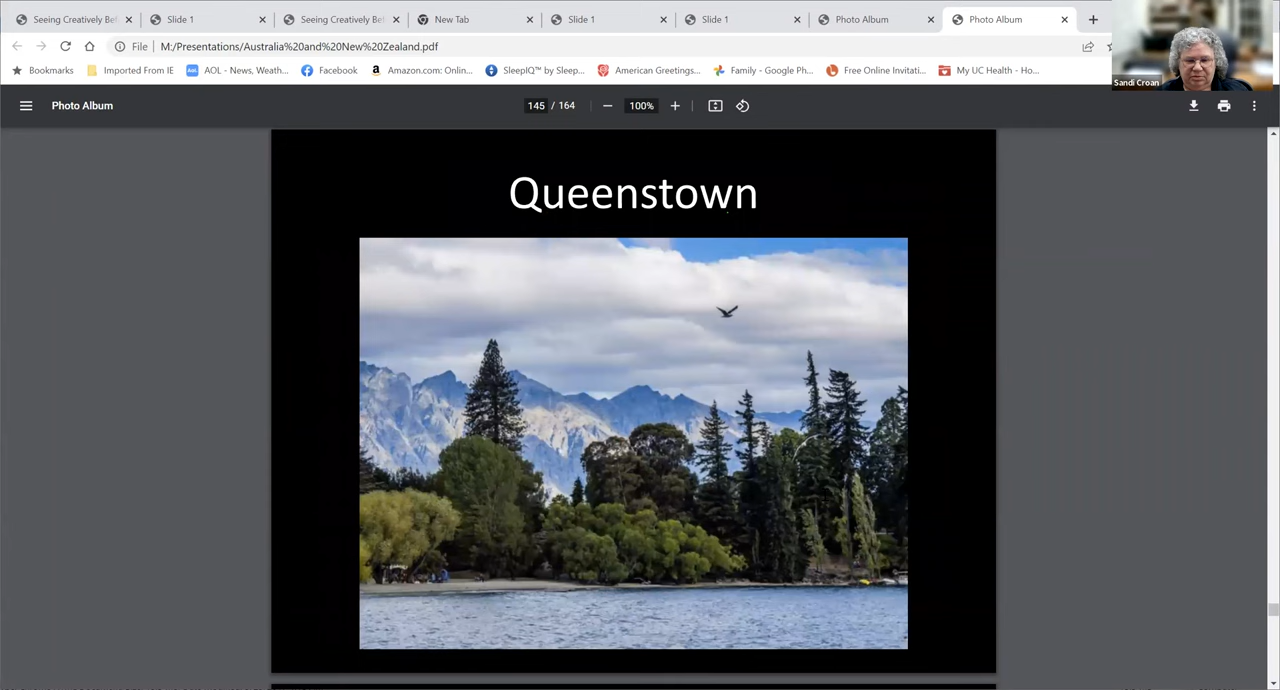 Seeing Creatively Bef
Slide 1
Seeing Creatively Bef
New Tab
Slide 1
Slide 1
Photo Album
Photo Album
File
M:/Presentations/Australia%20and%20New%20Zealand.pdf
Bookmarks
Imported From IE
AOL - News, Weath...
Facebook
Amazon.com: Onlin...
SleepIQ™ by Sleep...
American Greetings...
Family - Google Ph...
Free Online Invitati...
My UC Health - Ho...
Sandi Croan
Photo Album
145 / 164
100%
Queenstown